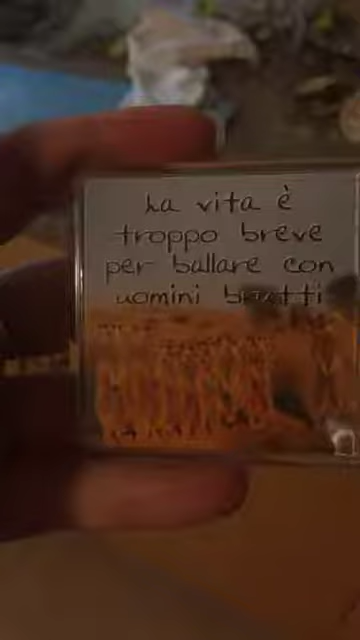 La vita è
troppo breve
per ballare con
uomini brutti